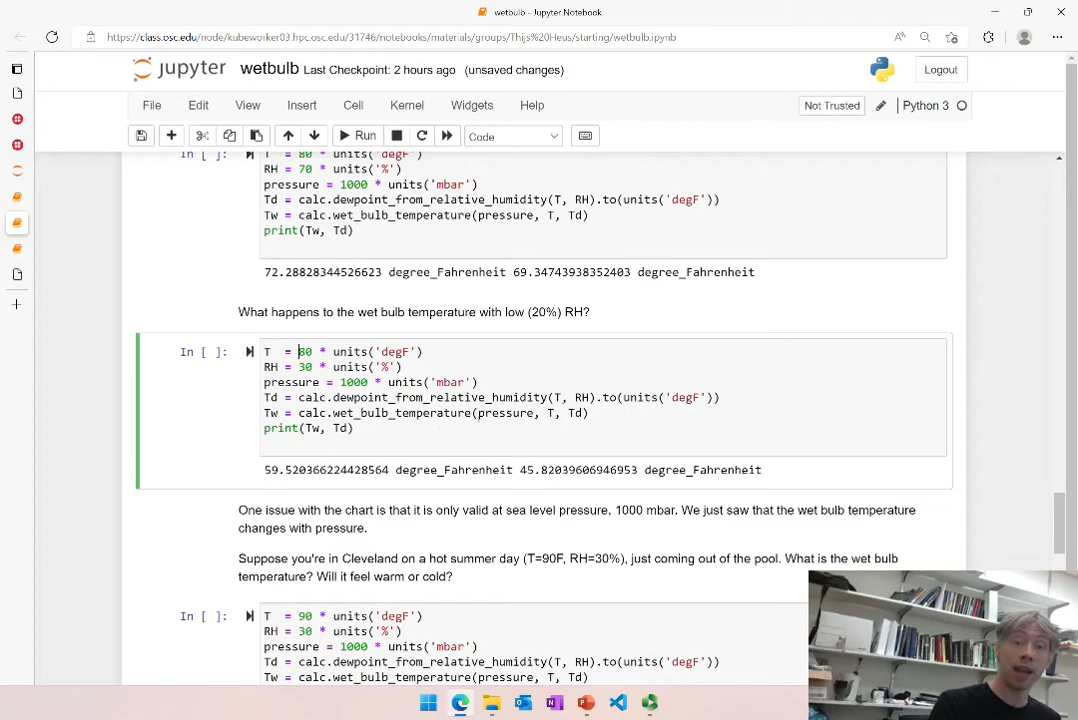 wetbulb - Jupyter Notebook
https://class.osc.edu/node/kubeworker03.hpc.osc.edu/31746/notebooks/materials/groups/Thijs%20Heus/starting/wetbulb.ipynb
jupyter wetbulb Last Checkpoint: 2 hours ago (unsaved changes)
Logout
File Edit View Insert Cell Kernel Widgets Help
Not Trusted
Python 3
Run
Code
In [ ]:
T  = 80 * units('degF')
RH = 70 * units('%')
pressure = 1000 * units('mbar')
Td = calc.dewpoint_from_relative_humidity(T, RH).to(units('degF'))
Tw = calc.wet_bulb_temperature(pressure, T, Td)
print(Tw, Td)
72.28828344526623 degree_Fahrenheit 69.34743938352403 degree_Fahrenheit
What happens to the wet bulb temperature with low (20%) RH?
In [ ]:
T  = 80 * units('degF')
RH = 30 * units('%')
pressure = 1000 * units('mbar')
Td = calc.dewpoint_from_relative_humidity(T, RH).to(units('degF'))
Tw = calc.wet_bulb_temperature(pressure, T, Td)
print(Tw, Td)
59.520366224428564 degree_Fahrenheit 45.82039606946953 degree_Fahrenheit
One issue with the chart is that it is only valid at sea level pressure, 1000 mbar. We just saw that the wet bulb temperature
changes with pressure.
Suppose you're in Cleveland on a hot summer day (T=90F, RH=30%), just coming out of the pool. What is the wet bulb
temperature? Will it feel warm or cold?
In [ ]:
T  = 90 * units('degF')
RH = 30 * units('%')
pressure = 1000 * units('mbar')
Td = calc.dewpoint_from_relative_humidity(T, RH).to(units('degF'))
Tw = calc.wet_bulb_temperature(pressure, T, Td)